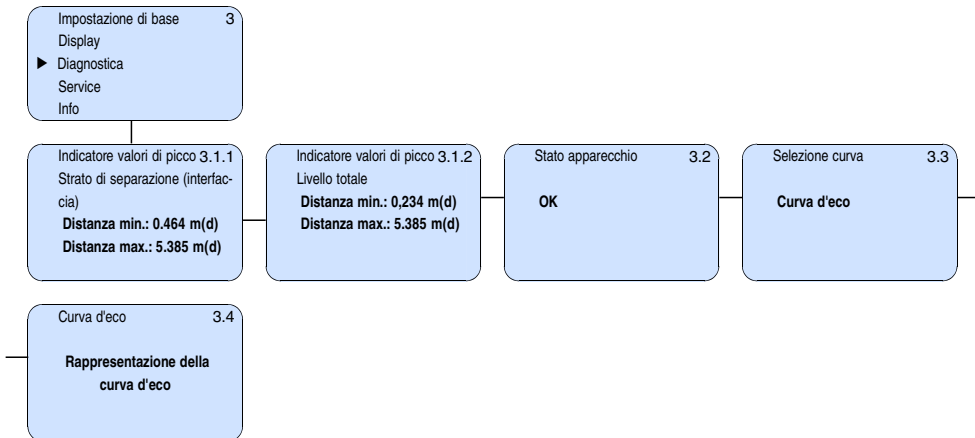 Impostazione di base 3
Display
▶ Diagnostica
Service
Info
Indicatore valori di picco 3.1.1
Strato di separazione (interfac-
cia)
Distanza min.: 0.464 m(d)
Distanza max.: 5.385 m(d)
Indicatore valori di picco 3.1.2
Livello totale
Distanza min.: 0,234 m(d)
Distanza max.: 5.385 m(d)
Stato apparecchio 3.2
OK
Selezione curva 3.3
Curva d'eco
Curva d'eco 3.4
Rappresentazione della
curva d'eco